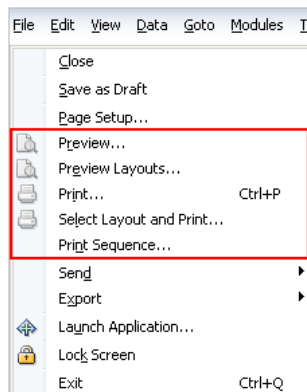 File Edit View Data Goto Modules T
Close
Save as Draft
Page Setup...
Preview...
Preview Layouts...
Print... Ctrl+P
Select Layout and Print...
Print Sequence...
Send
Export
Launch Application...
Lock Screen
Exit Ctrl+Q